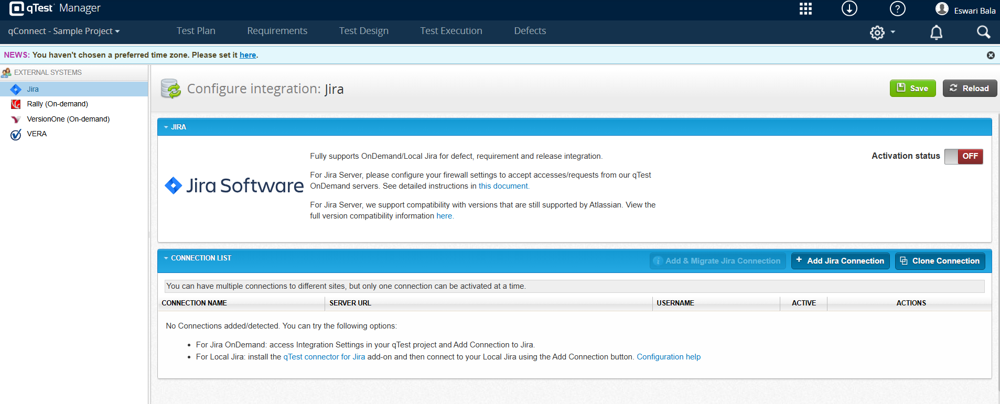 qTest Manager
Eswari Bala
qConnect - Sample Project
Test Plan
Requirements
Test Design
Test Execution
Defects
NEWS: You haven't chosen a preferred time zone. Please set it here.
EXTERNAL SYSTEMS
Jira
Rally (On-demand)
VersionOne (On-demand)
VERA
Configure integration: Jira
Save
Reload
JIRA
Jira Software
Fully supports OnDemand/Local Jira for defect, requirement and release integration.
For Jira Server, please configure your firewall settings to accept accesses/requests from our qTest
OnDemand servers. See detailed instructions in this document.
For Jira Server, we support compatibility with versions that are still supported by Atlassian. View the
full version compatibility information here.
Activation status
OFF
CONNECTION LIST
Add & Migrate Jira Connection
+ Add Jira Connection
Clone Connection
You can have multiple connections to different sites, but only one connection can be activated at a time.
CONNECTION NAME
SERVER URL
USERNAME
ACTIVE
ACTIONS
No Connections added/detected. You can try the following options:
• For Jira OnDemand: access Integration Settings in your qTest project and Add Connection to Jira.
• For Local Jira: install the qTest connector for Jira add-on and then connect to your Local Jira using the Add Connection button. Configuration help